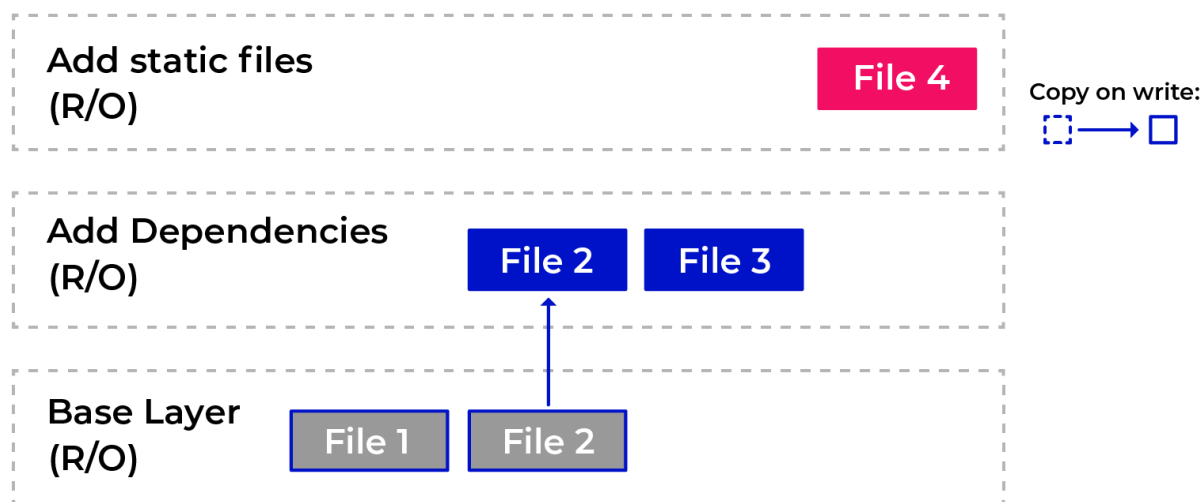 Add static files
(R/O)
File 4
Copy on write:
Add Dependencies
(R/O)
File 2
File 3
Base Layer
(R/O)
File 1
File 2